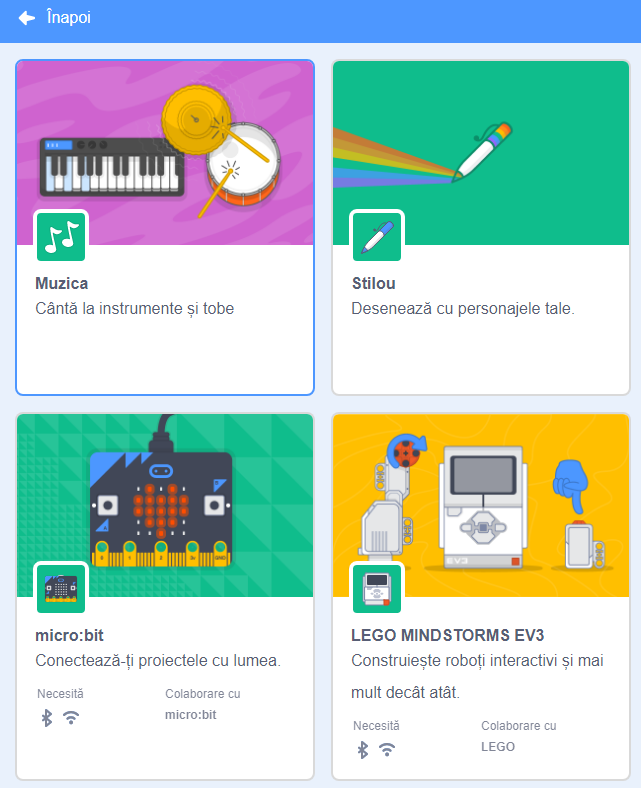 Înapoi
Muzica
Cântă la instrumente și tobe
Stilou
Desenează cu personajele tale.
micro:bit
Conectează-ți proiectele cu lumea.
Necesită
Colaborare cu
micro:bit
EV3
LEGO MINDSTORMS EV3
Construiește roboți interactivi și mai
mult decât atât.
Necesită
Colaborare cu
LEGO